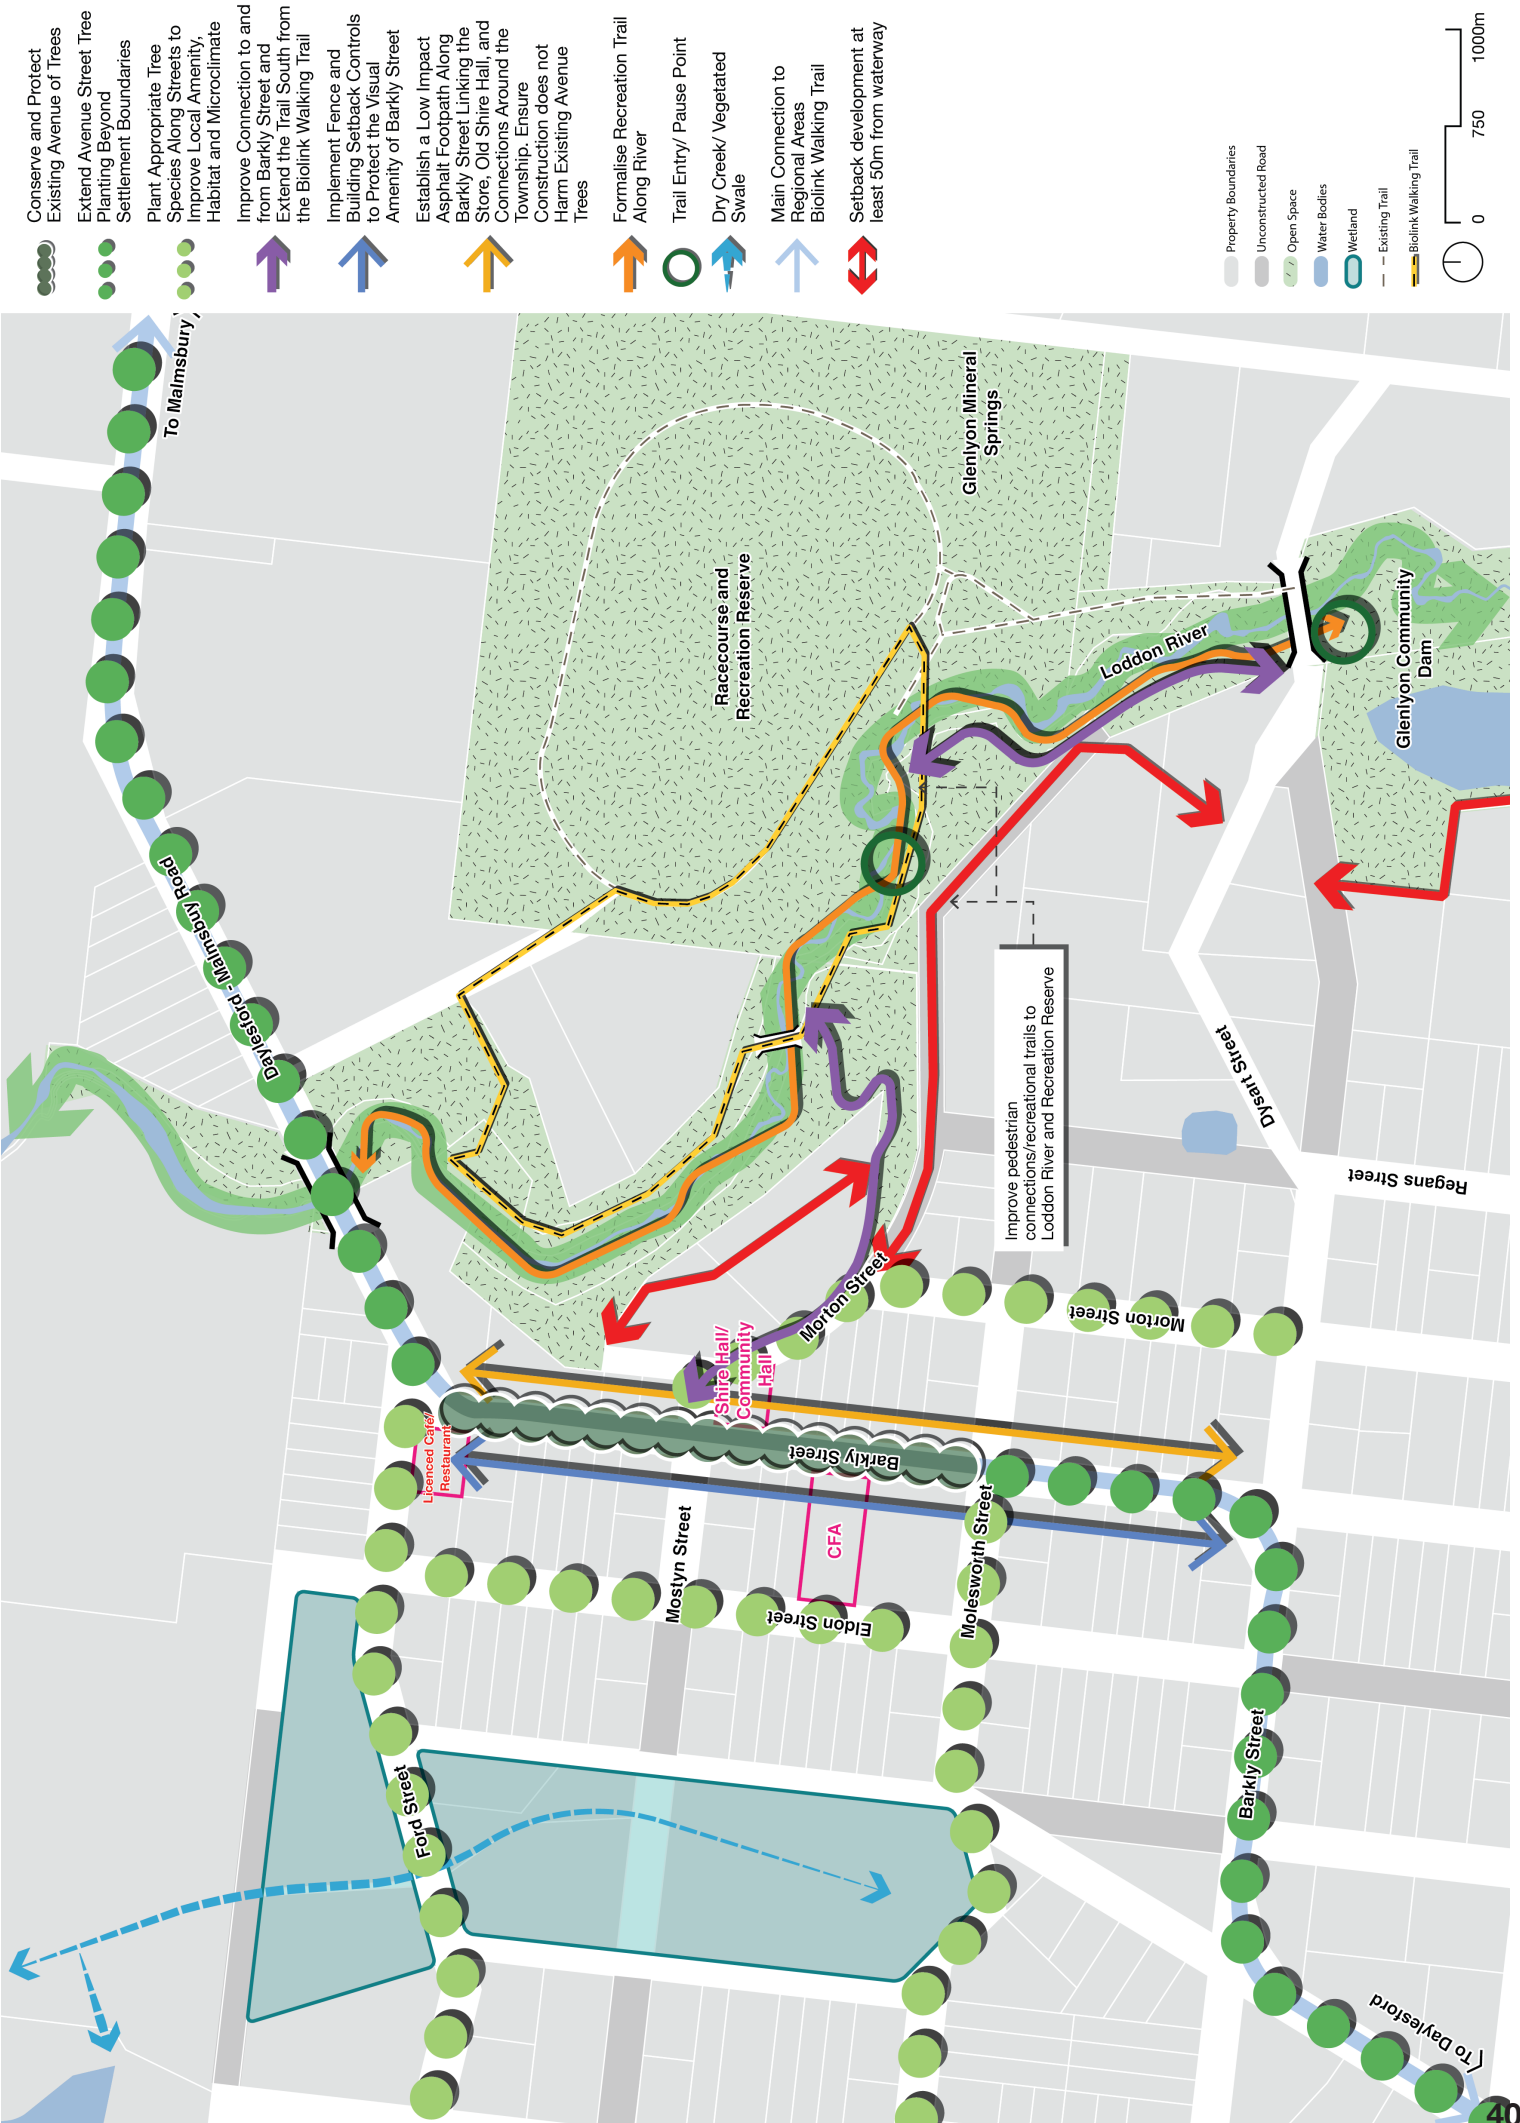 Conserve and Protect
Existing Avenue of Trees
Extend Avenue Street Tree
Planting Beyond
Settlement Boundaries
Plant Appropriate Tree
Species Along Streets to
Improve Local Amenity,
Habitat and Microclimate
Improve Connection to and
from Barkly Street and
Extend the Trail South from
the Biolink Walking Trail
Implement Fence and
Building Setback Controls
to Protect the Visual
Amenity of Barkly Street
Establish a Low Impact
Asphalt Footpath Along
Barkly Street Linking the
Store, Old Shire Hall, and
Connections Around the
Township. Ensure
Construction does not
Harm Existing Avenue
Trees
Formalise Recreation Trail
Along River
Trail Entry/ Pause Point
Dry Creek/ Vegetated
Swale
Main Connection to
Regional Areas
Biolink Walking Trail
Setback development at
least 50m from waterway
Property Boundaries
Unconstructed Road
Open Space
Water Bodies
Wetland
Existing Trail
Biolink Walking Trail
0
750
1000m
To Malmsbury
Daylesford - Malmsbury Road
Racecourse and
Recreation Reserve
Glenlyon Mineral
Springs
Loddon River
Glenlyon Community
Dam
Improve pedestrian
connections/recreational trails to
Loddon River and Recreation Reserve
Dysart Street
Regans Street
Morton Street
Morton Street
Shire Hall/
Community
Hall
Licenced Cafe/
Restaurant
Barkly Street
CFA
Mostyn Street
Eldon Street
Molesworth Street
Ford Street
Barkly Street
To Daylesford
40